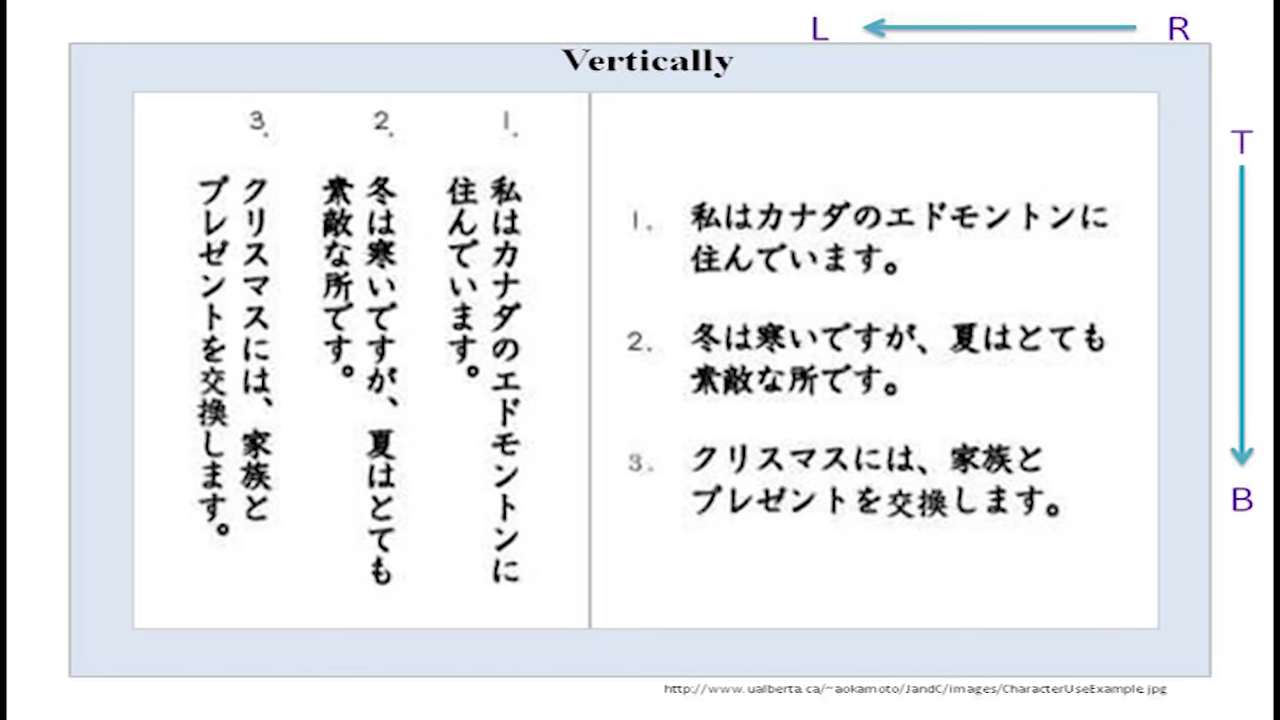 L R
Vertically
T
B
1.
私はカナダのエドモントンに
住んでいます。
2.
冬は寒いですが、夏はとても
素敵な所です。
3.
クリスマスには、家族と
プレゼントを交換します。
1. 私はカナダのエドモントンに
住んでいます。
2. 冬は寒いですが、夏はとても
素敵な所です。
3. クリスマスには、家族と
プレゼントを交換します。
http://www.ualberta.ca/~aokamoto/JandC/images/CharacterUseExample.jpg